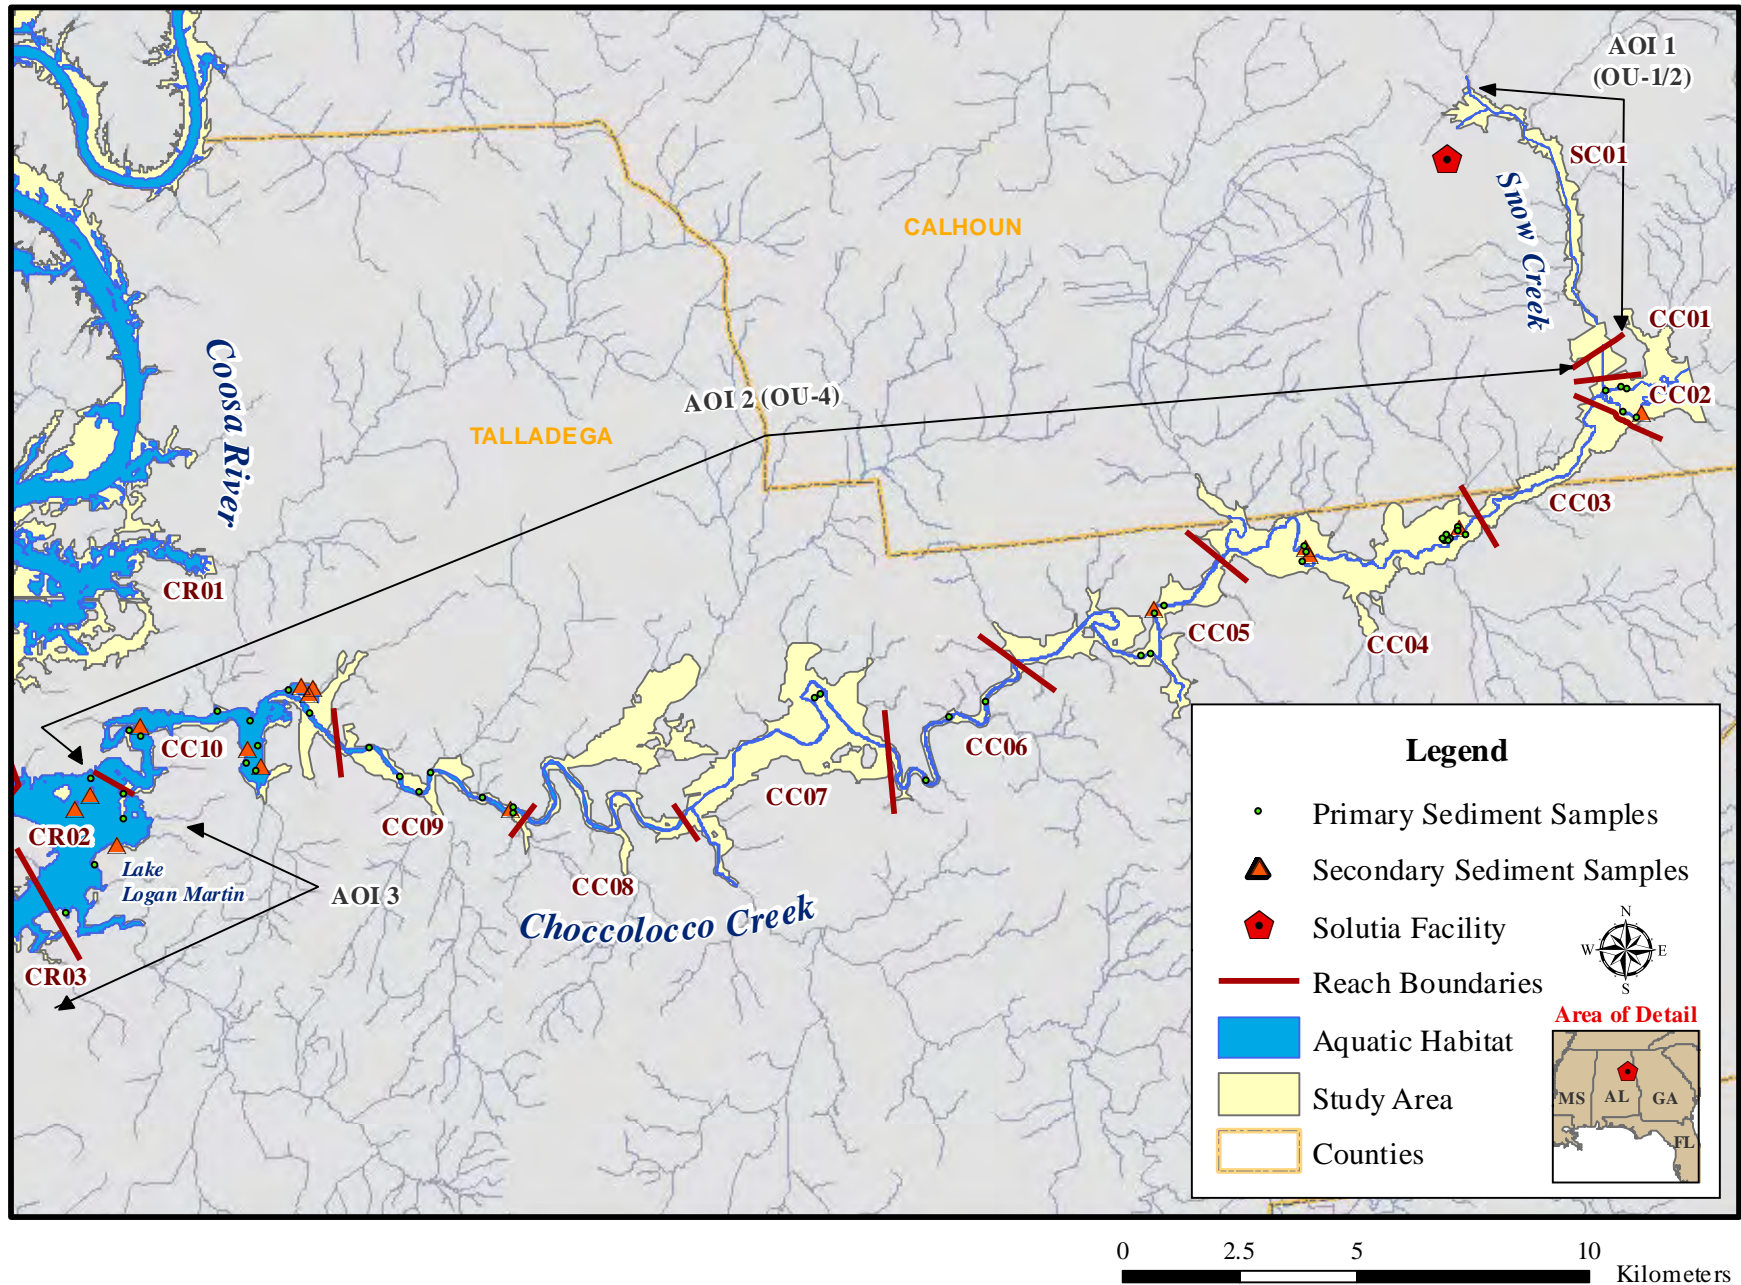 AOI 1
(OU-1/2)
SC01
Snow Creek
CALHOUN
CC01
Coosa River
AOI 2 (OU-4)
CC02
TALLADEGA
CC03
CR01
CC05
CC04
CC06
CC10
CC07
CR02
CC09
Lake
Logan Martin
AOI 3
CC08
Choccolocco Creek
CR03
Legend
Primary Sediment Samples
Secondary Sediment Samples
Solutia Facility
Reach Boundaries
Aquatic Habitat
Study Area
Counties
N
W E
S
Area of Detail
MS AL GA
FL
0 2.5 5 10
Kilometers